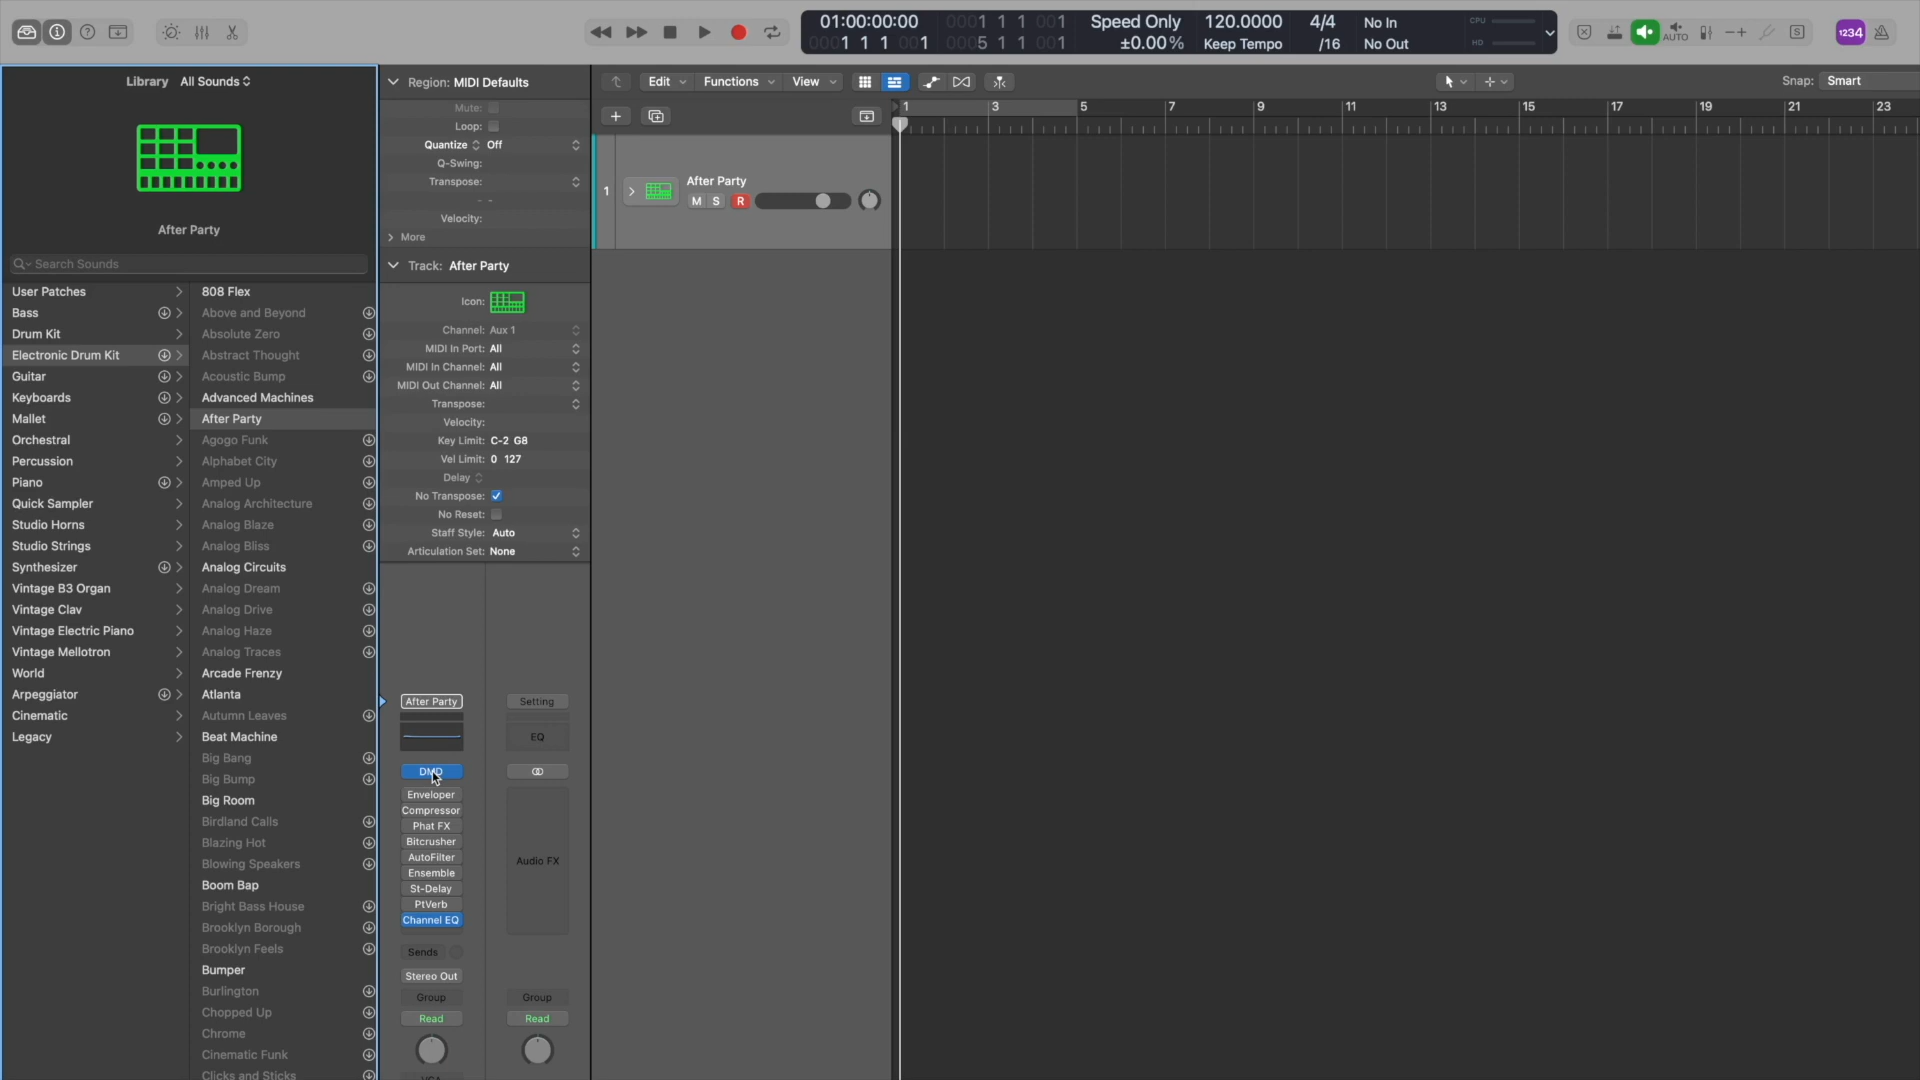 01:00:00:00
0001 1 1 001
0001 1 1 001
0005 1 1 001
Speed Only
±0.00%
120.0000
Keep Tempo
4/4
/16
No In
No Out
CPU
HD
AUTO
S
1234
Library All Sounds
After Party
Search Sounds
User Patches
Bass
Drum Kit
Electronic Drum Kit
Guitar
Keyboards
Mallet
Orchestral
Percussion
Piano
Quick Sampler
Studio Horns
Studio Strings
Synthesizer
Vintage B3 Organ
Vintage Clav
Vintage Electric Piano
Vintage Mellotron
World
Arpeggiator
Cinematic
Legacy
808 Flex
Above and Beyond
Absolute Zero
Abstract Thought
Acoustic Bump
Advanced Machines
After Party
Agogo Funk
Alphabet City
Amped Up
Analog Architecture
Analog Blaze
Analog Bliss
Analog Circuits
Analog Dream
Analog Drive
Analog Haze
Analog Traces
Arcade Frenzy
Atlanta
Autumn Leaves
Beat Machine
Big Bang
Big Bump
Big Room
Birdland Calls
Blazing Hot
Blowing Speakers
Boom Bap
Bright Bass House
Brooklyn Borough
Brooklyn Feels
Bumper
Burlington
Chopped Up
Chrome
Cinematic Funk
Clicks and Sticks
Region: MIDI Defaults
Mute:
Loop:
Quantize Off
Q-Swing:
Transpose:
- -
Velocity:
More
Track: After Party
Icon:
Channel: Aux 1
MIDI In Port: All
MIDI In Channel: All
MIDI Out Channel: All
Transpose:
Velocity:
Key Limit: C-2 G8
Vel Limit: 0 127
Delay
No Transpose:
No Reset:
Staff Style: Auto
Articulation Set: None
After Party
DMD
Enveloper
Compressor
Phat FX
Bitcrusher
AutoFilter
Ensemble
St-Delay
PtVerb
Channel EQ
Sends
Stereo Out
Group
Read
Setting
EQ
Audio FX
Group
Read
Edit Functions View
Snap: Smart
1 3 5 7 9 11 13 15 17 19 21 23
1
After Party
M S R